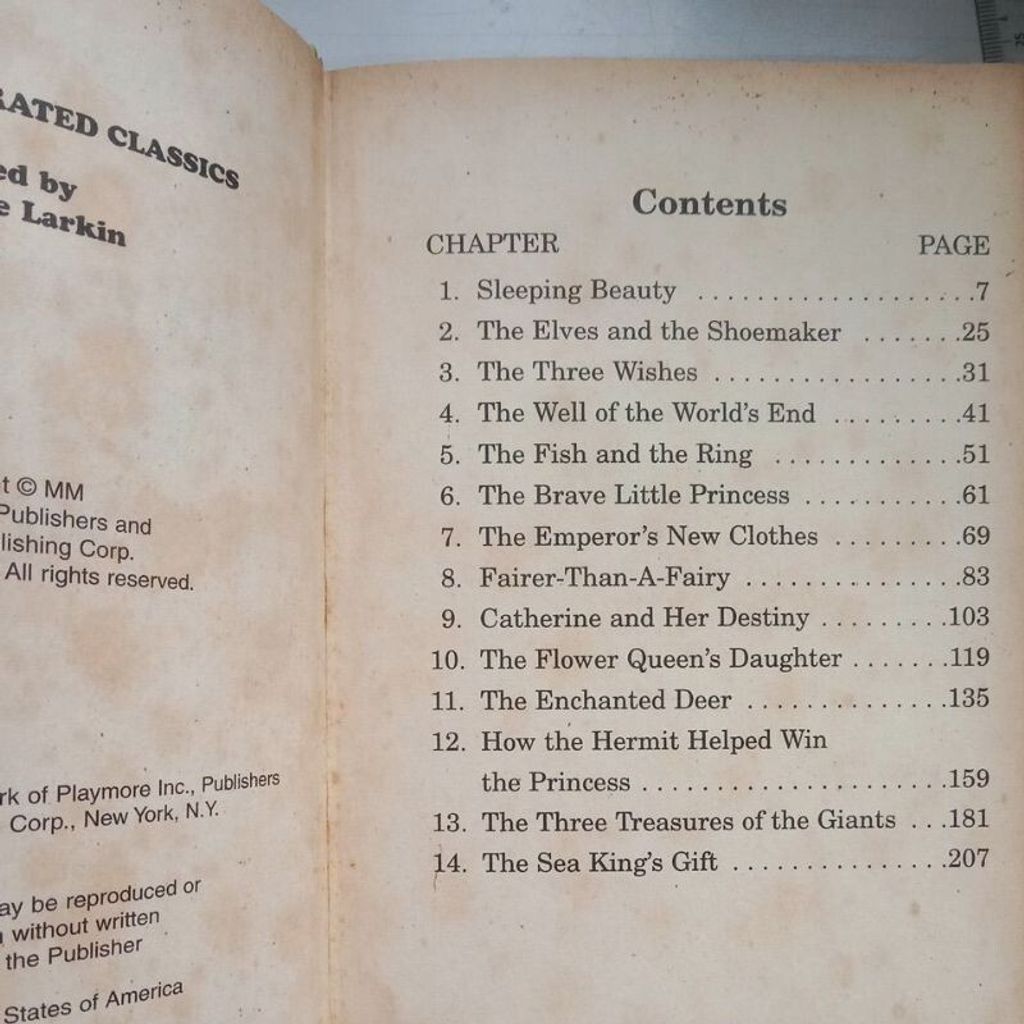 CLASSICS
by
Larkin
© MM
Publishers and
Corp.
All rights reserved.
of Playmore Inc., Publishers
Corp., New York, N.Y.
be reproduced or
without written
the Publisher
States of America
Contents
CHAPTER PAGE
1. Sleeping Beauty ...................7
2. The Elves and the Shoemaker .......25
3. The Three Wishes .................31
4. The Well of the World's End .........41
5. The Fish and the Ring .............51
6. The Brave Little Princess ...........61
7. The Emperor's New Clothes .........69
8. Fairer-Than-A-Fairy ...............83
9. Catherine and Her Destiny .........103
10. The Flower Queen's Daughter .......119
11. The Enchanted Deer ..............135
12. How the Hermit Helped Win
the Princess .....................159
13. The Three Treasures of the Giants ...181
14. The Sea King's Gift ...............207